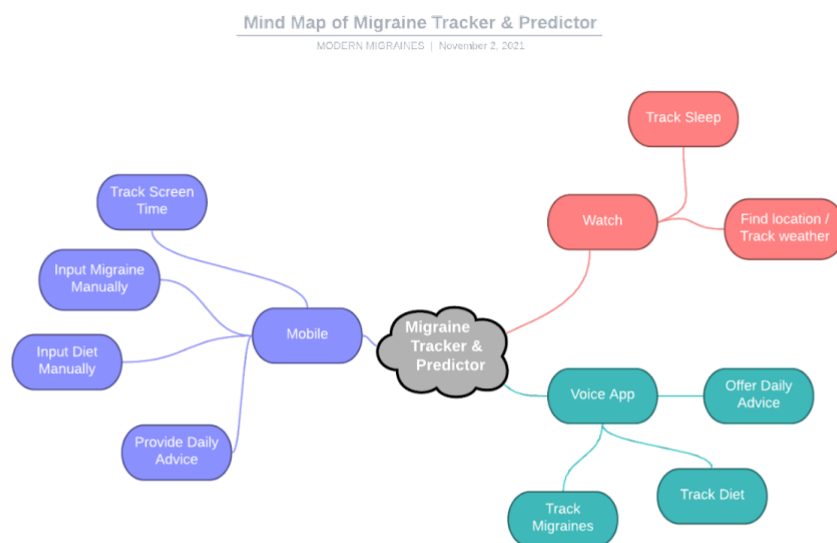 Mind Map of Migraine Tracker & Predictor
MODERN MIGRAINES | November 2, 2021
Track Sleep
Track Screen
Time
Watch
Find location /
Track weather
Input Migraine
Manually
Mobile
Migraine
Tracker &
Predictor
Input Diet
Manually
Voice App
Offer Daily
Advice
Provide Daily
Advice
Track Diet
Track
Migraines